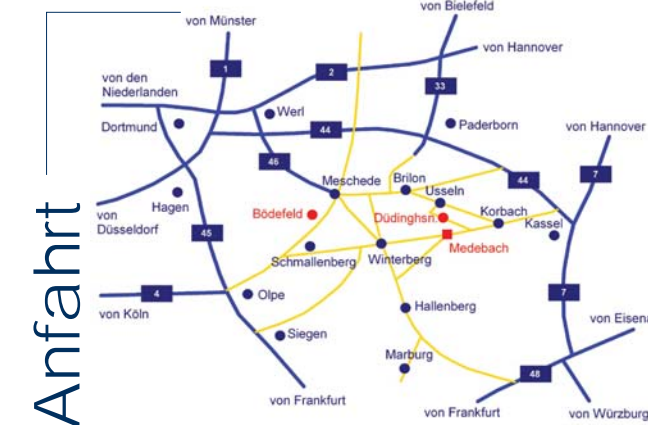 von Bielefeld
von Münster
von Hannover
1
2
33
von den
Niederlanden
Werl
Dortmund
44
Paderborn
von Hannover
46
Meschede
Brilon
44
7
Usseln
Hagen
Bödefeld
Düdinghsn.
Korbach
Kassel
von
Düsseldorf
45
Medebach
Schmallenberg
Winterberg
4
Olpe
7
von Köln
Hallenberg
von Eisena
Siegen
Marburg
48
von Frankfurt
von Frankfurt
von Würzburg
Anfahrt